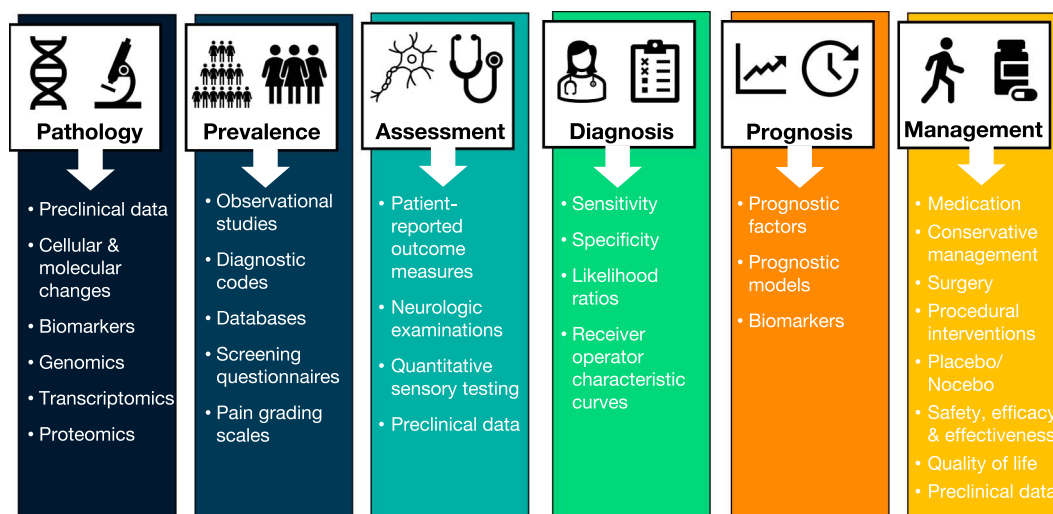 Pathology
• Preclinical data
• Cellular &
molecular
changes
• Biomarkers
• Genomics
• Transcriptomics
• Proteomics
Prevalence
• Observational
studies
• Diagnostic
codes
• Databases
• Screening
questionnaires
• Pain grading
scales
Assessment
• Patient-
reported
outcome
measures
• Neurologic
examinations
• Quantitative
sensory testing
• Preclinical data
Diagnosis
• Sensitivity
• Specificity
• Likelihood
ratios
• Receiver
operator
characteristic
curves
Prognosis
• Prognostic
factors
• Prognostic
models
• Biomarkers
Management
• Medication
• Conservative
management
• Surgery
• Procedural
interventions
• Placebo/
Nocebo
• Safety, efficacy
& effectiveness
• Quality of life
• Preclinical data